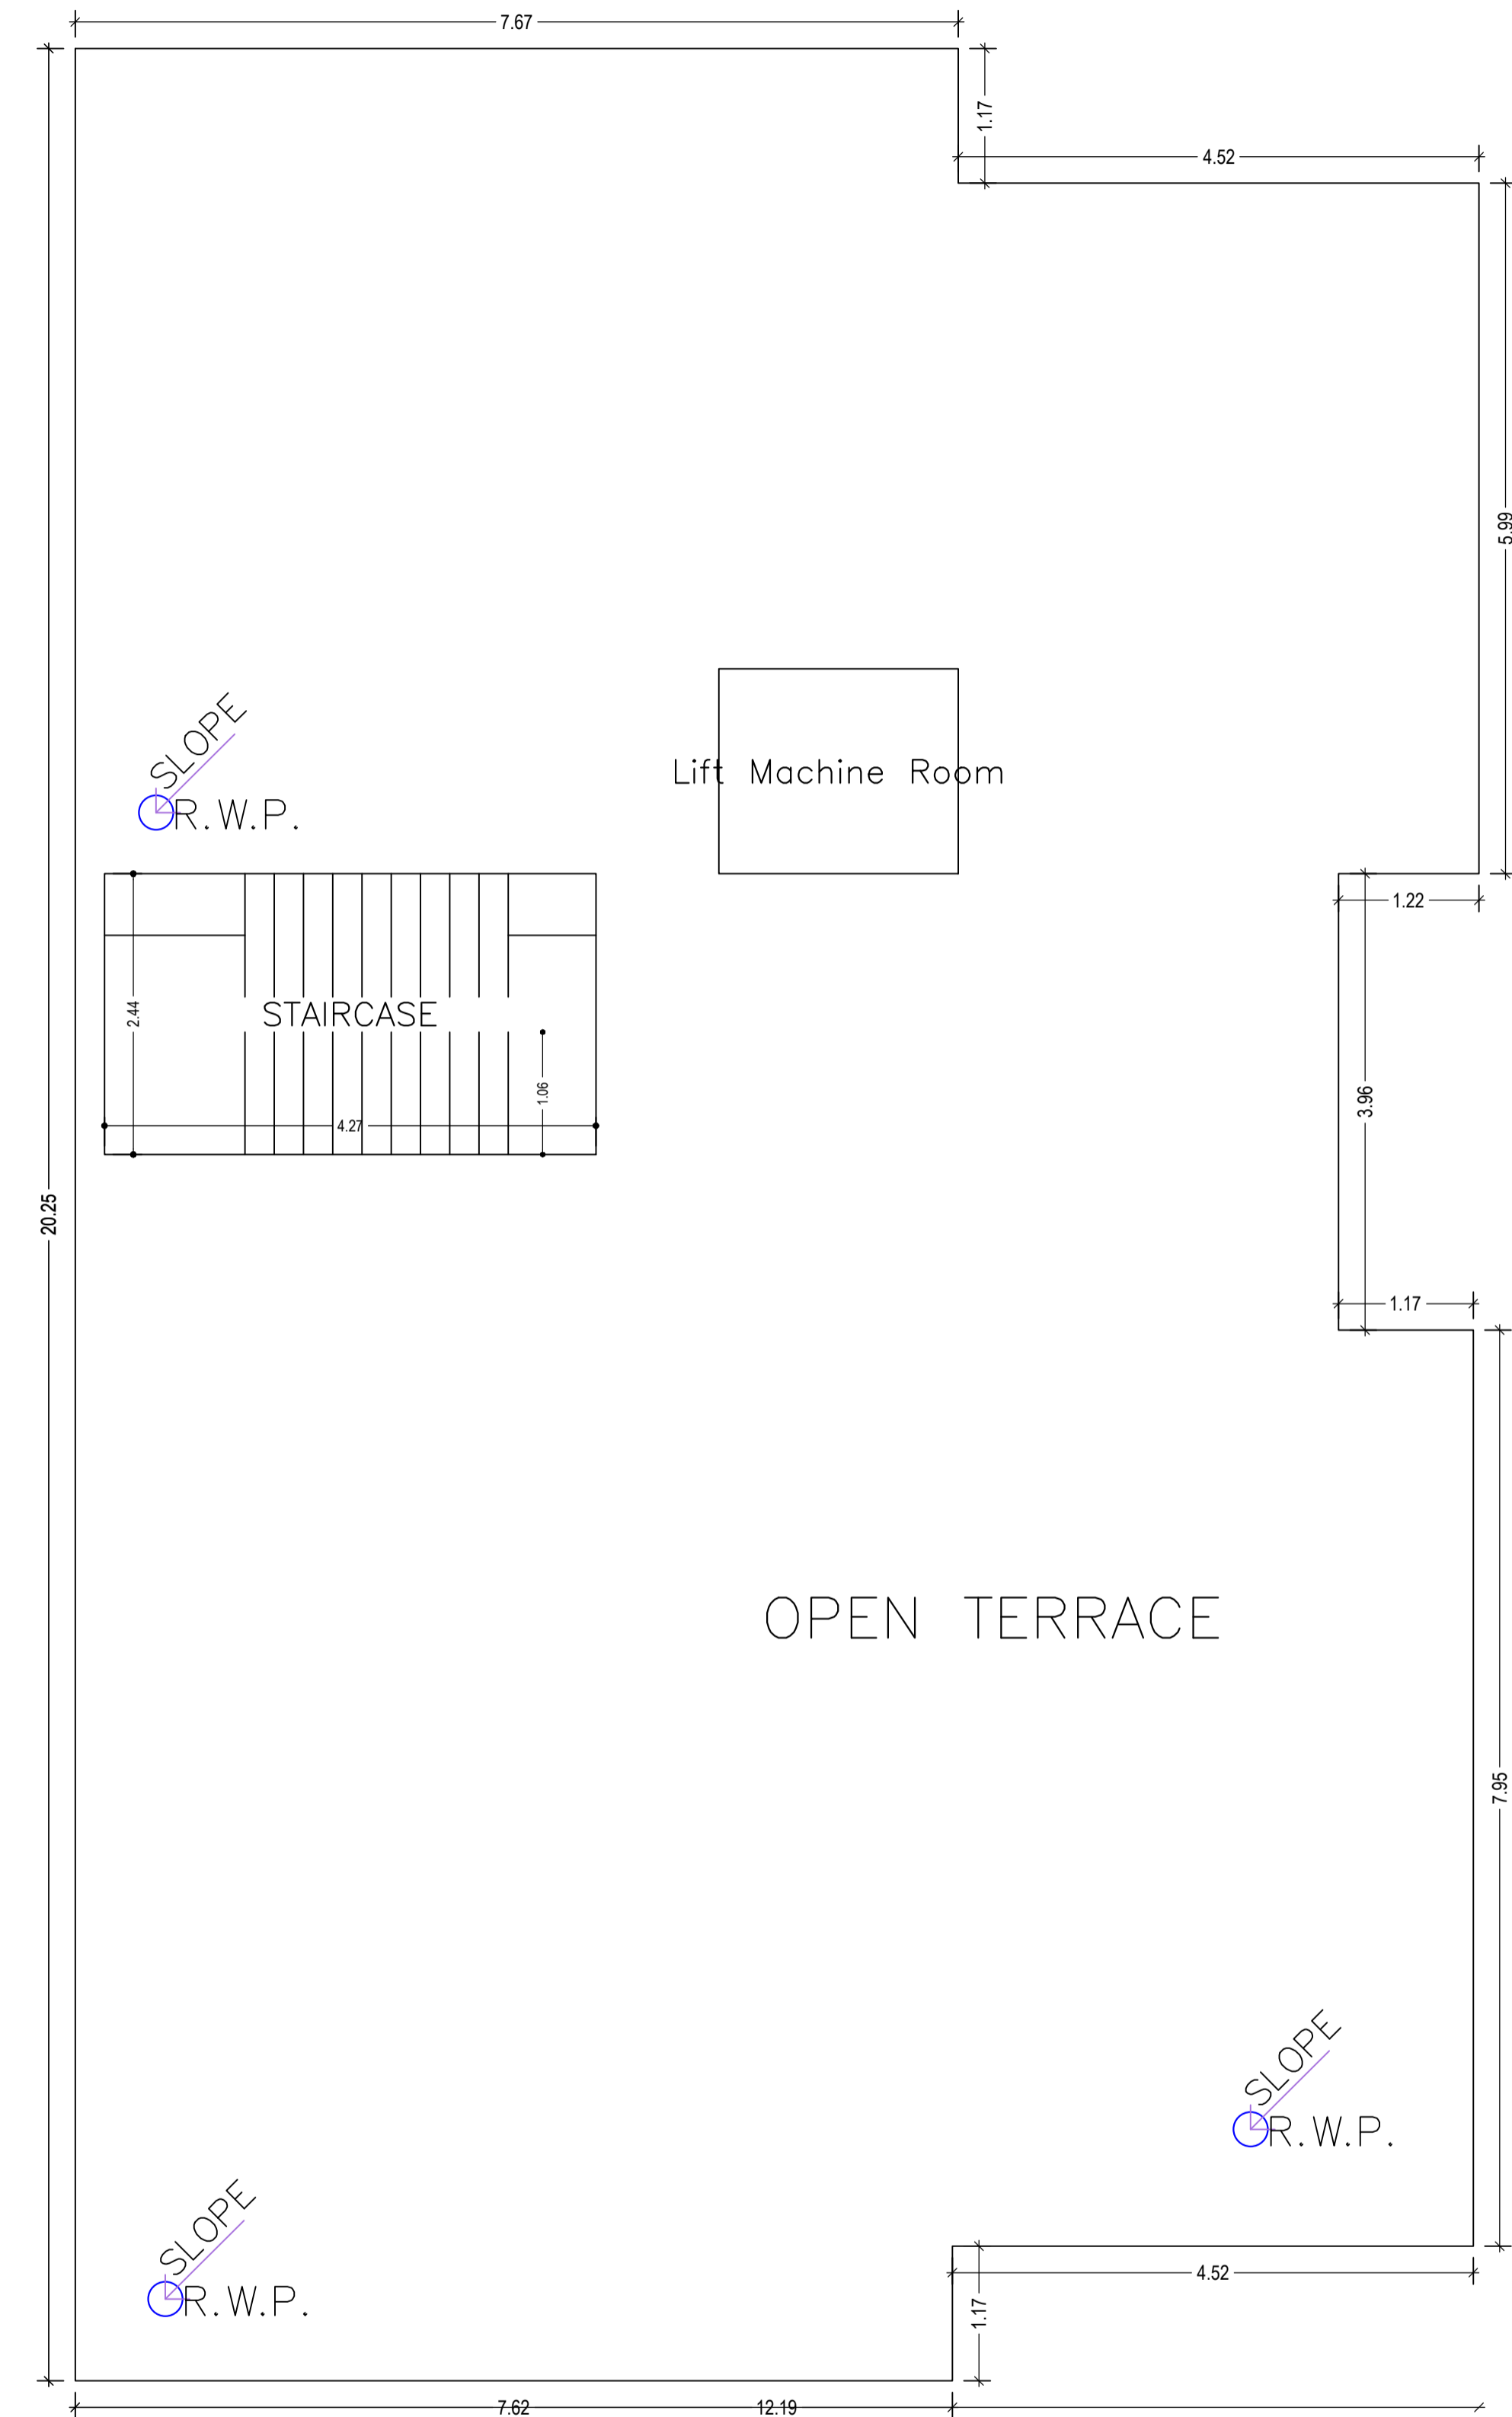 7.67
1.17
4.52
5.99
SLOPE
Lift Machine Room
R.W.P.
1.22
2.44
STAIRCASE
1.06
3.96
4.27
20.25
1.17
OPEN TERRACE
7.95
SLOPE
R.W.P.
SLOPE
4.52
R.W.P.
1.17
7.62
12.19